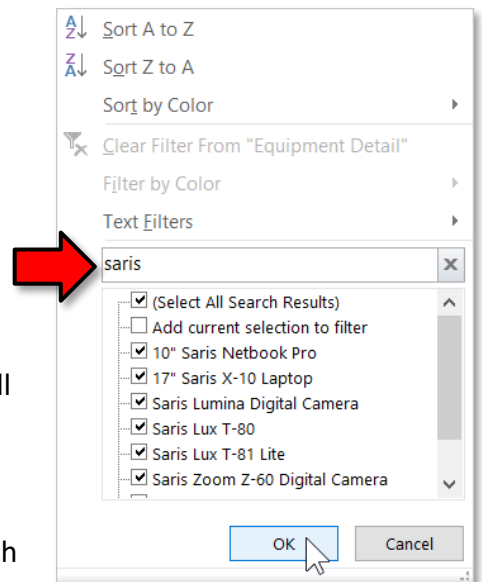 Sort A to Z
Sort Z to A
Sort by Color
Clear Filter From "Equipment Detail"
Filter by Color
Text Filters
saris
(Select All Search Results)
Add current selection to filter
10" Saris Netbook Pro
17" Saris X-10 Laptop
Saris Lumina Digital Camera
Saris Lux T-80
Saris Lux T-81 Lite
Saris Zoom Z-60 Digital Camera
OK Cancel